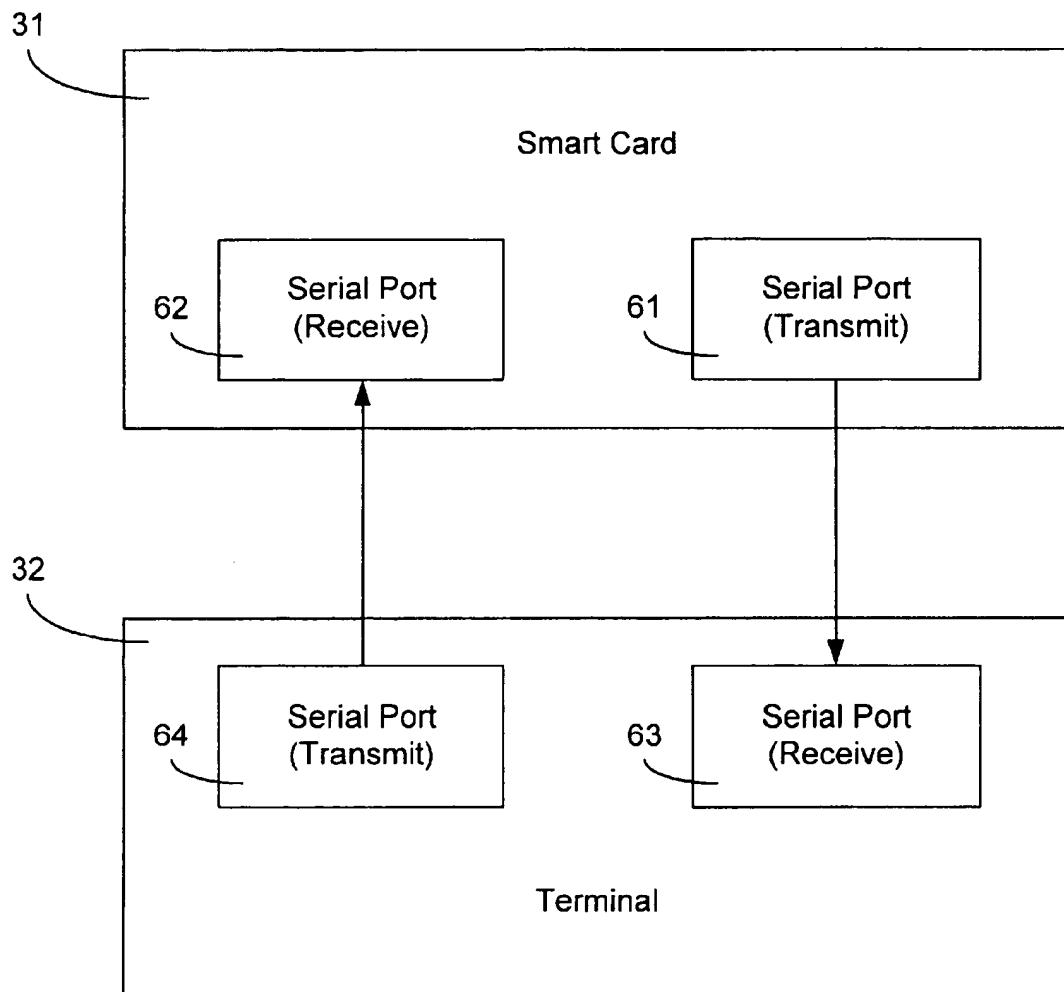 31
Smart Card
62
Serial Port
(Receive)
61
Serial Port
(Transmit)
32
64
Serial Port
(Transmit)
63
Serial Port
(Receive)
Terminal